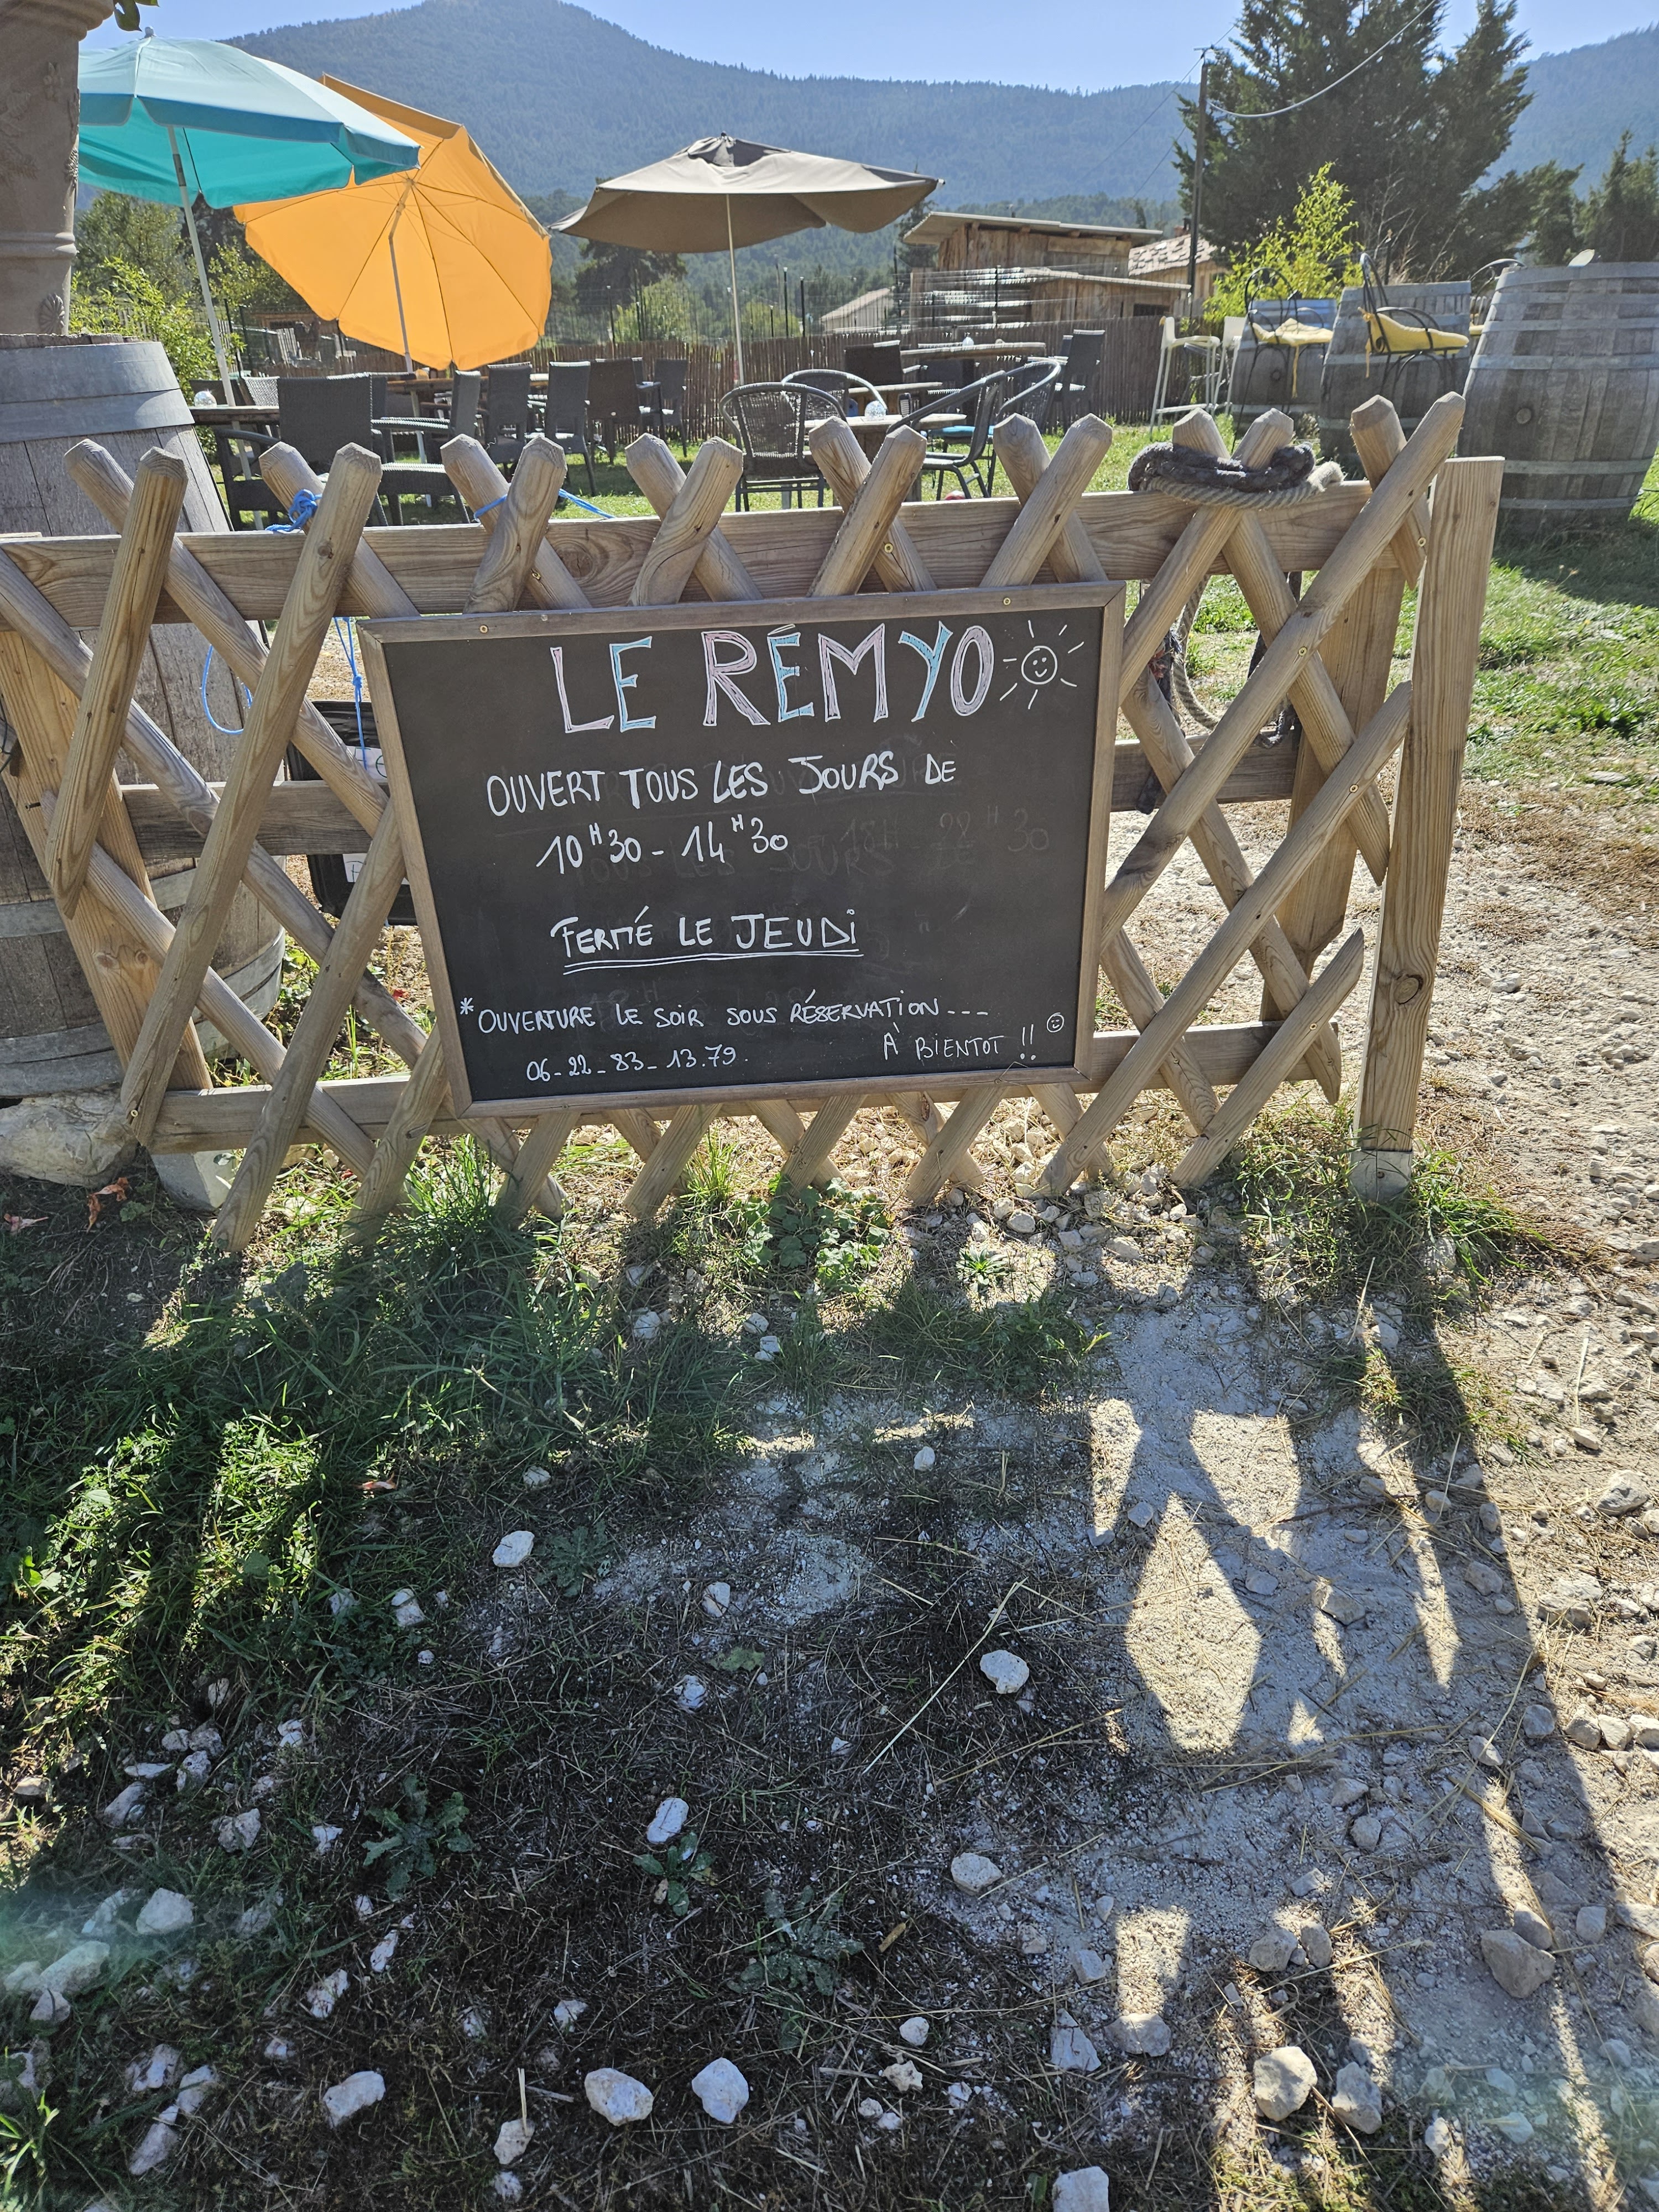 LE RÉMYO
OUVERT TOUS LES JOURS DE
10H30 - 14H30
FERMÉ LE JEUDI
*OUVERTURE LE SOIR SOUS RÉSERVATION---
06-22-83-13.79.
À BIENTOT !!